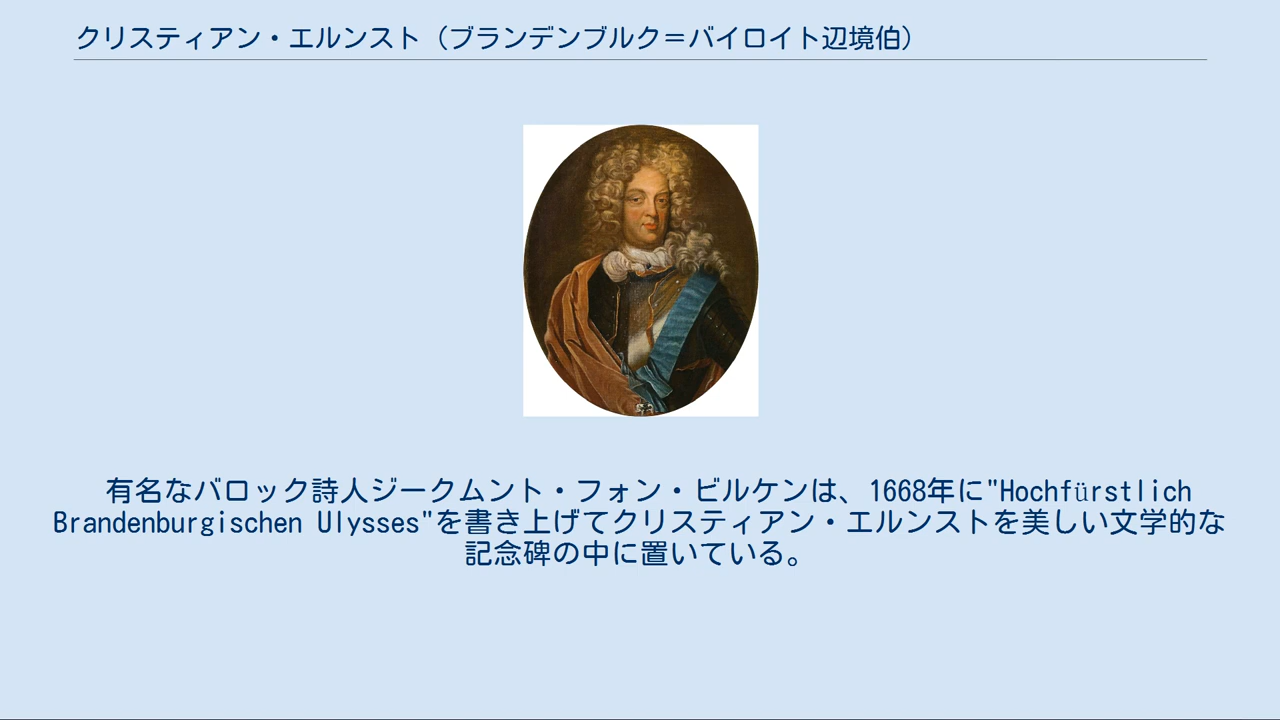 クリスティアン・エルンスト（ブランデンブルク＝バイロイト辺境伯）
有名なバロック詩人ジークムント・フォン・ビルケンは、1668年に"Hochfürstlich
Brandenburgischen Ulysses"を書き上げてクリスティアン・エルンストを美しい文学的な
記念碑の中に置いている。